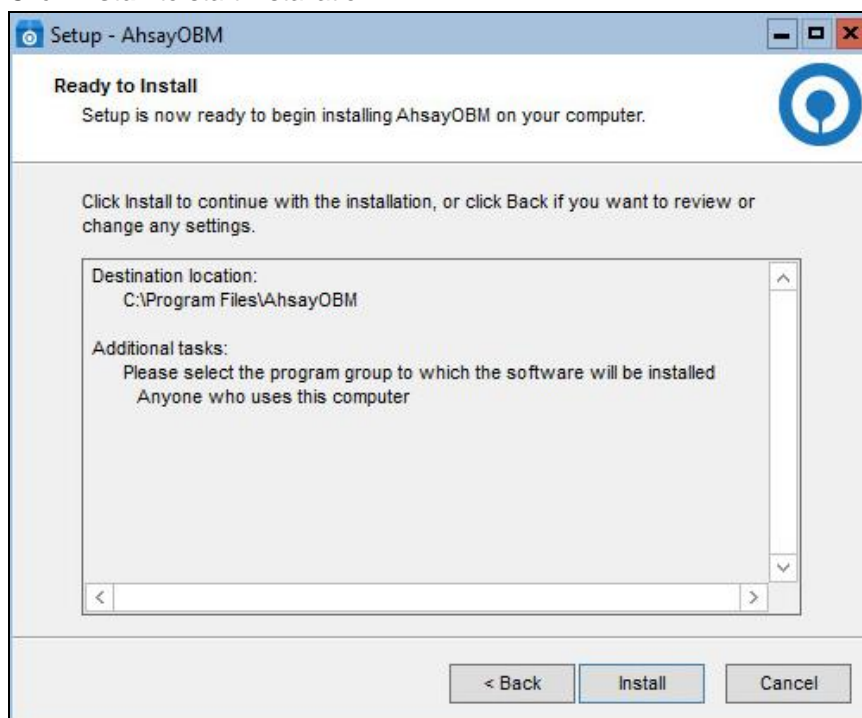 Setup - AhsayOBM
Ready to Install
Setup is now ready to begin installing AhsayOBM on your computer.
Click Install to continue with the installation, or click Back if you want to review or
change any settings.
Destination location:
C:\Program Files\AhsayOBM
Additional tasks:
Please select the program group to which the software will be installed
Anyone who uses this computer
< Back
Install
Cancel